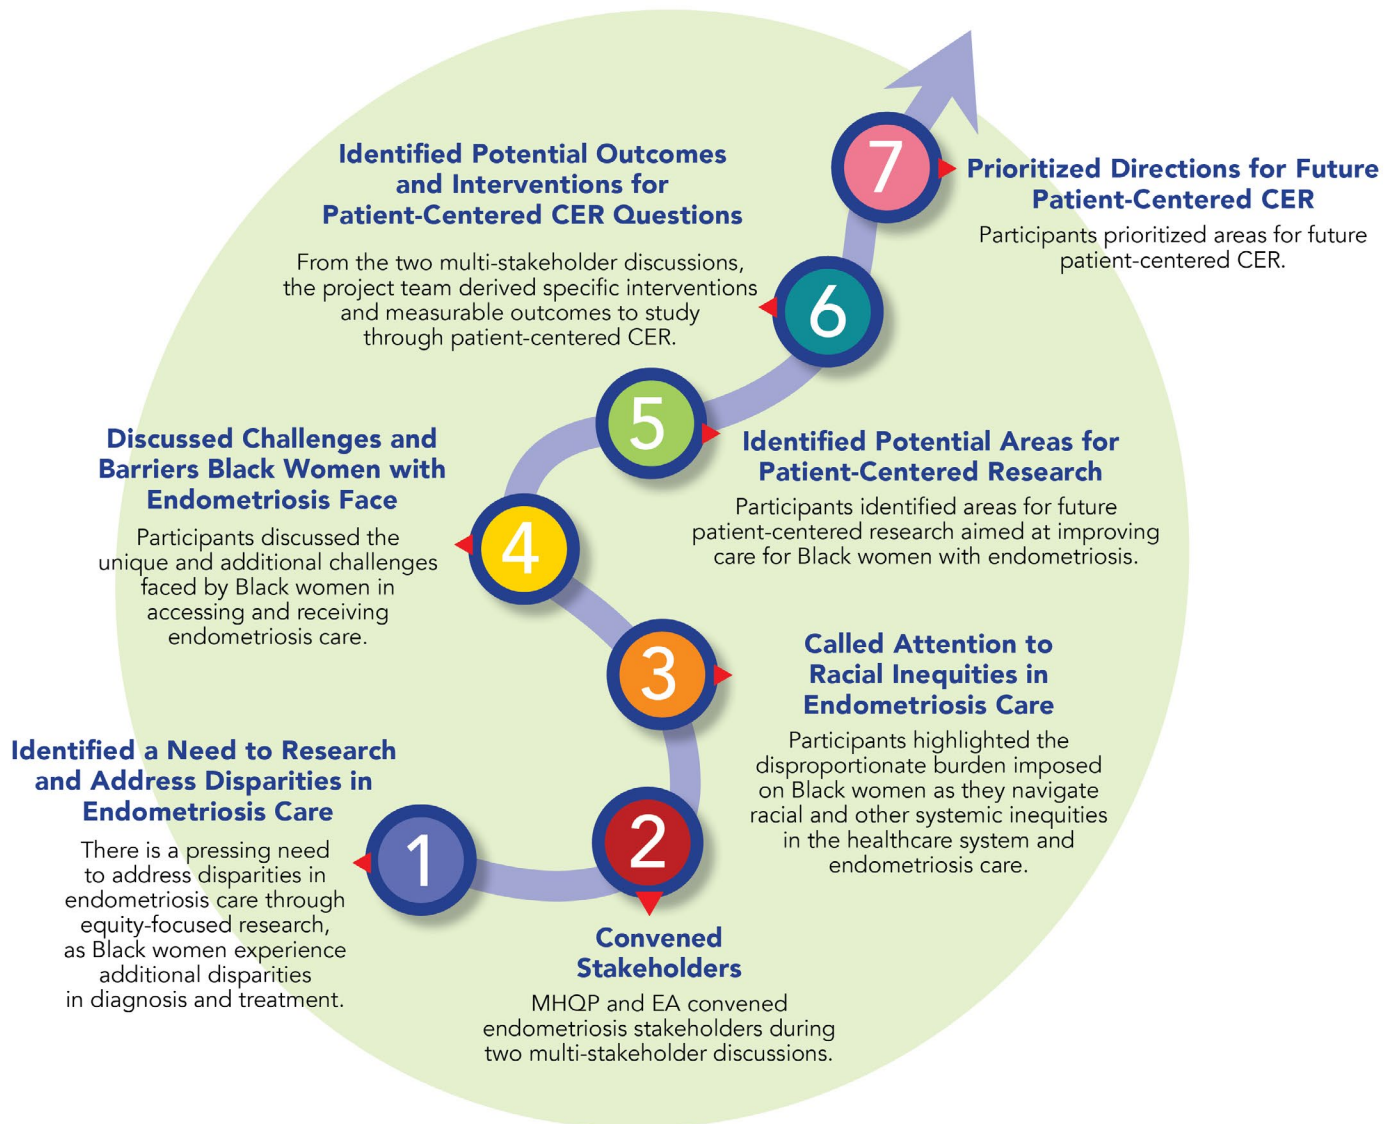 Identified a Need to Research
and Address Disparities in
Endometriosis Care
There is a pressing need
to address disparities in
endometriosis care through
equity-focused research,
as Black women experience
additional disparities
in diagnosis and treatment.
1
2
Convened
Stakeholders
MHQP and EA convened
endometriosis stakeholders during
two multi-stakeholder discussions.
3
Called Attention to
Racial Inequities in
Endometriosis Care
Participants highlighted the
disproportionate burden imposed
on Black women as they navigate
racial and other systemic inequities
in the healthcare system and
endometriosis care.
4
Discussed Challenges and
Barriers Black Women with
Endometriosis Face
Participants discussed the
unique and additional challenges
faced by Black women in
accessing and receiving
endometriosis care.
5
Identified Potential Areas for
Patient-Centered Research
Participants identified areas for future
patient-centered research aimed at improving
care for Black women with endometriosis.
6
Identified Potential Outcomes
and Interventions for
Patient-Centered CER Questions
From the two multi-stakeholder discussions,
the project team derived specific interventions
and measurable outcomes to study
through patient-centered CER.
7
Prioritized Directions for Future
Patient-Centered CER
Participants prioritized areas for future
patient-centered CER.